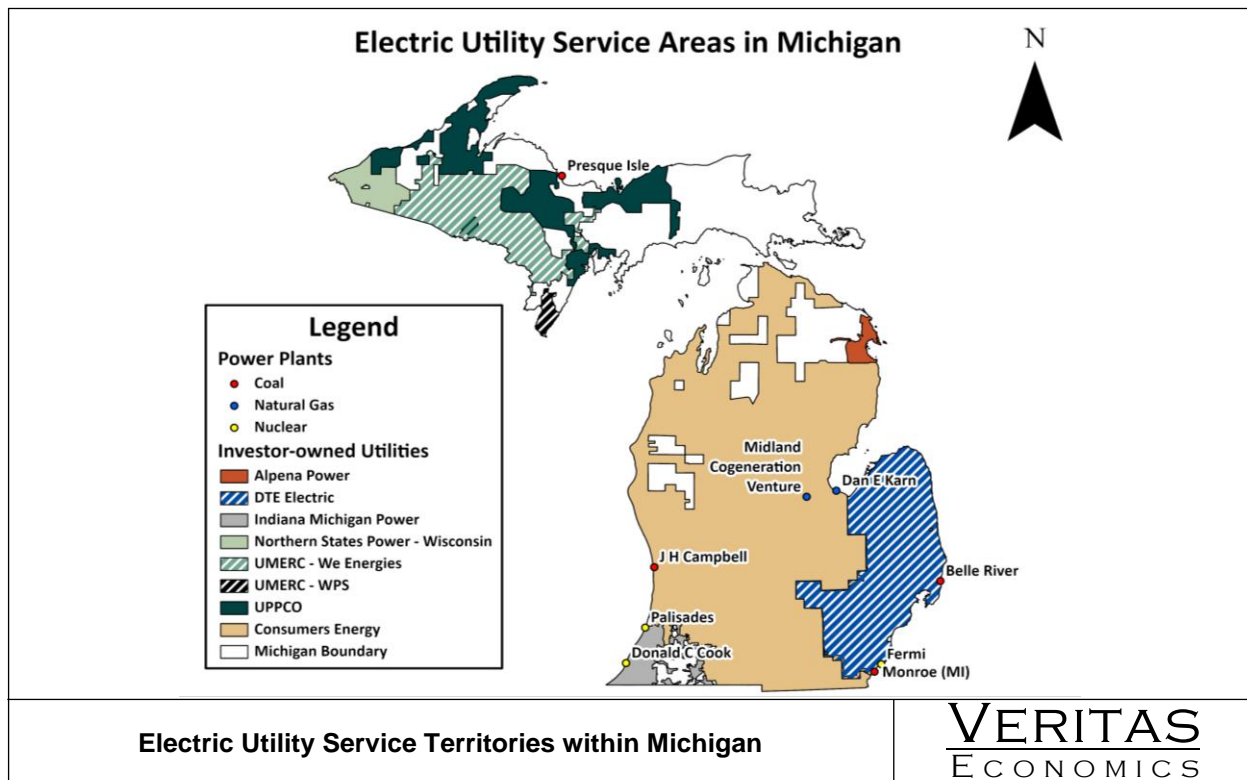 Electric Utility Service Areas in Michigan
N
Presque Isle
Legend
Power Plants
Coal
Natural Gas
Nuclear
Investor-owned Utilities
Alpena Power
DTE Electric
Indiana Michigan Power
Northern States Power - Wisconsin
UMERC - We Energies
UMERC - WPS
UPPCO
Consumers Energy
Michigan Boundary
Midland
Cogeneration
Venture
Dan E Karn
J H Campbell
Belle River
Palisades
Donald C Cook
Fermi
Monroe (MI)
Electric Utility Service Territories within Michigan
VERITAS
ECONOMICS